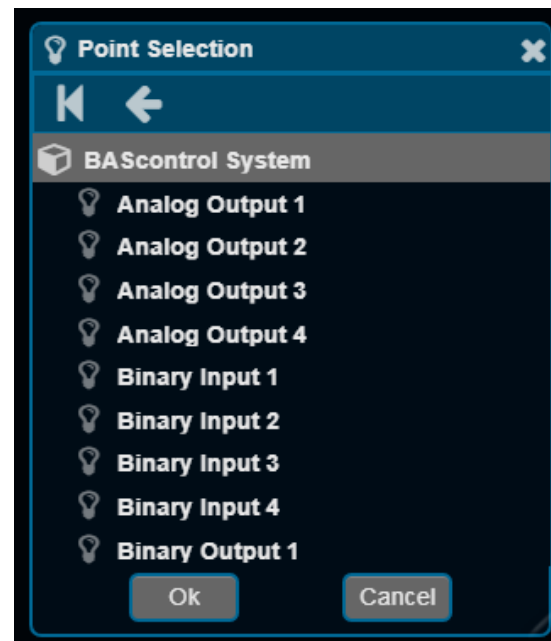 Point Selection
BAScontrol System
Analog Output 1
Analog Output 2
Analog Output 3
Analog Output 4
Binary Input 1
Binary Input 2
Binary Input 3
Binary Input 4
Binary Output 1
Ok Cancel